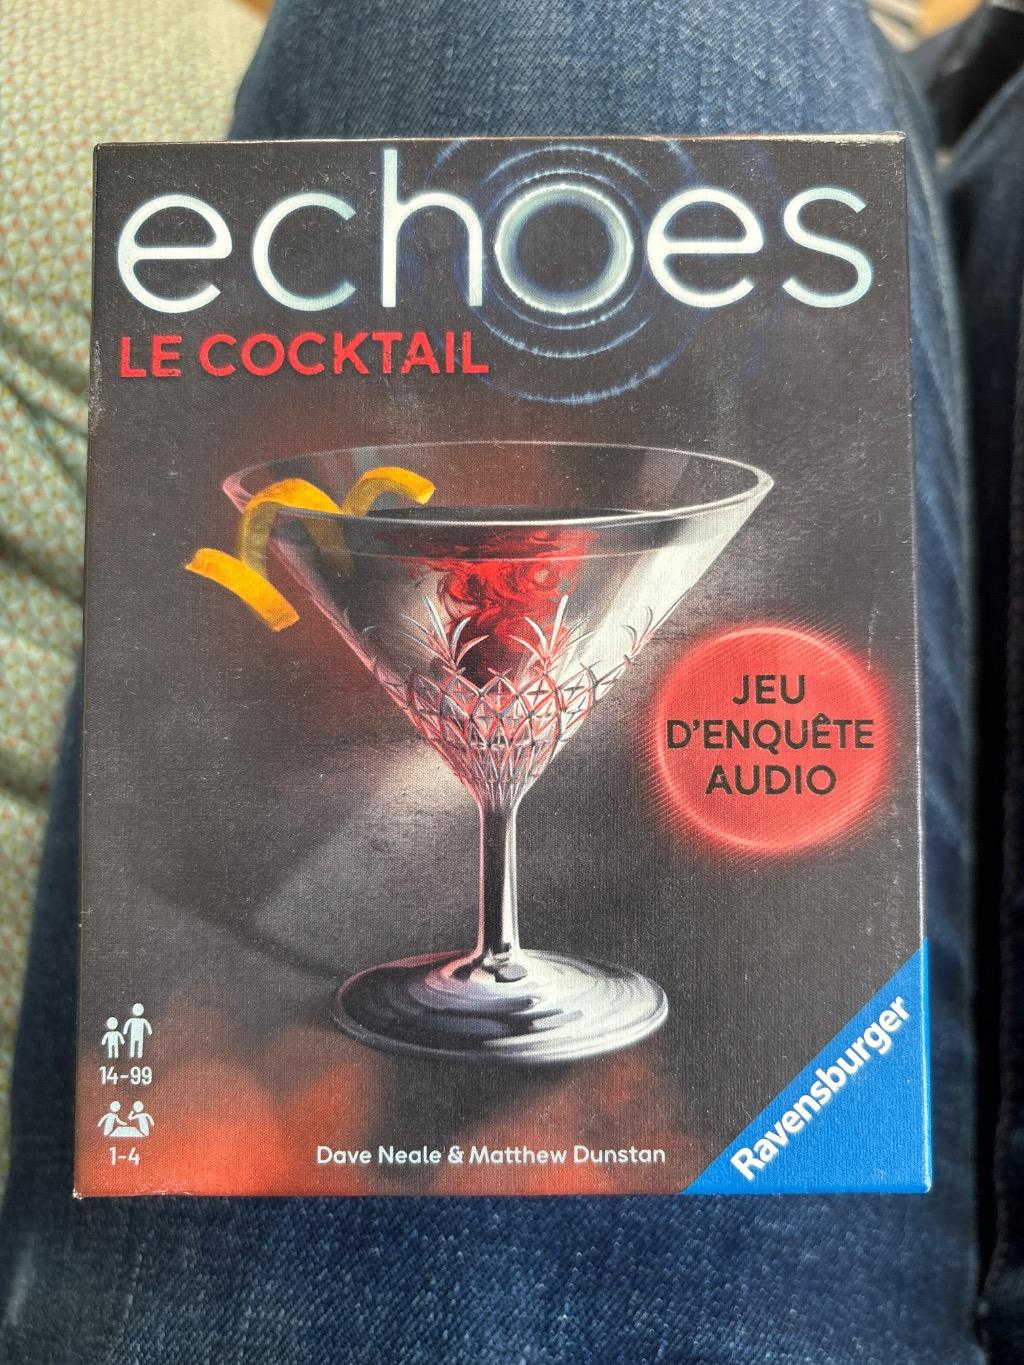 echoes
LE COCKTAIL
JEU
D'ENQUÊTE
AUDIO
14-99
1-4
Dave Neale & Matthew Dunstan
Ravensburger